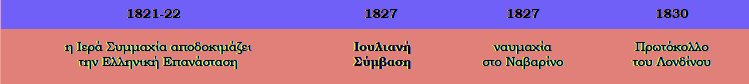 1821-22 1827 1827 1830
η Ιερά Συμμαχία αποδοκιμάζει Ιουλιανή ναυμαχία Πρωτόκολλο
την Ελληνική Επανάσταση Σύμβαση στο Ναβαρίνο του Λονδίνου